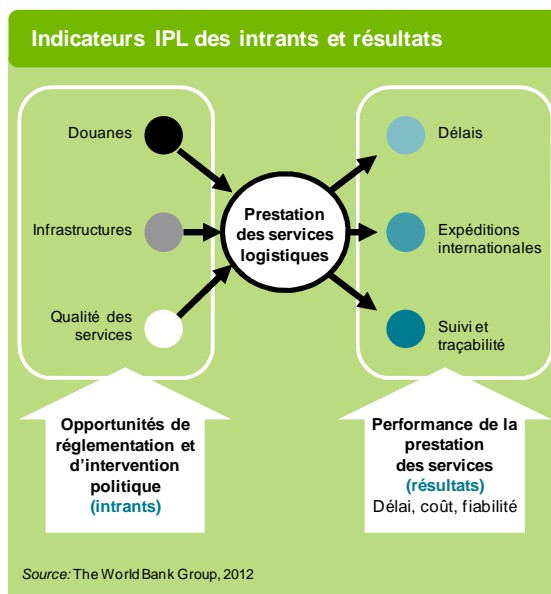 Indicateurs IPL des intrants et résultats
Douanes
Infrastructures
Qualité des
services
Prestation
des services
logistiques
Délais
Expéditions
internationales
Suivi et
traçabilité
Opportunités de
réglementation et
d'intervention
politique
(intrants)
Performance de la
prestation
des services
(résultats)
Délai, coût, fiabilité
Source: The World Bank Group, 2012